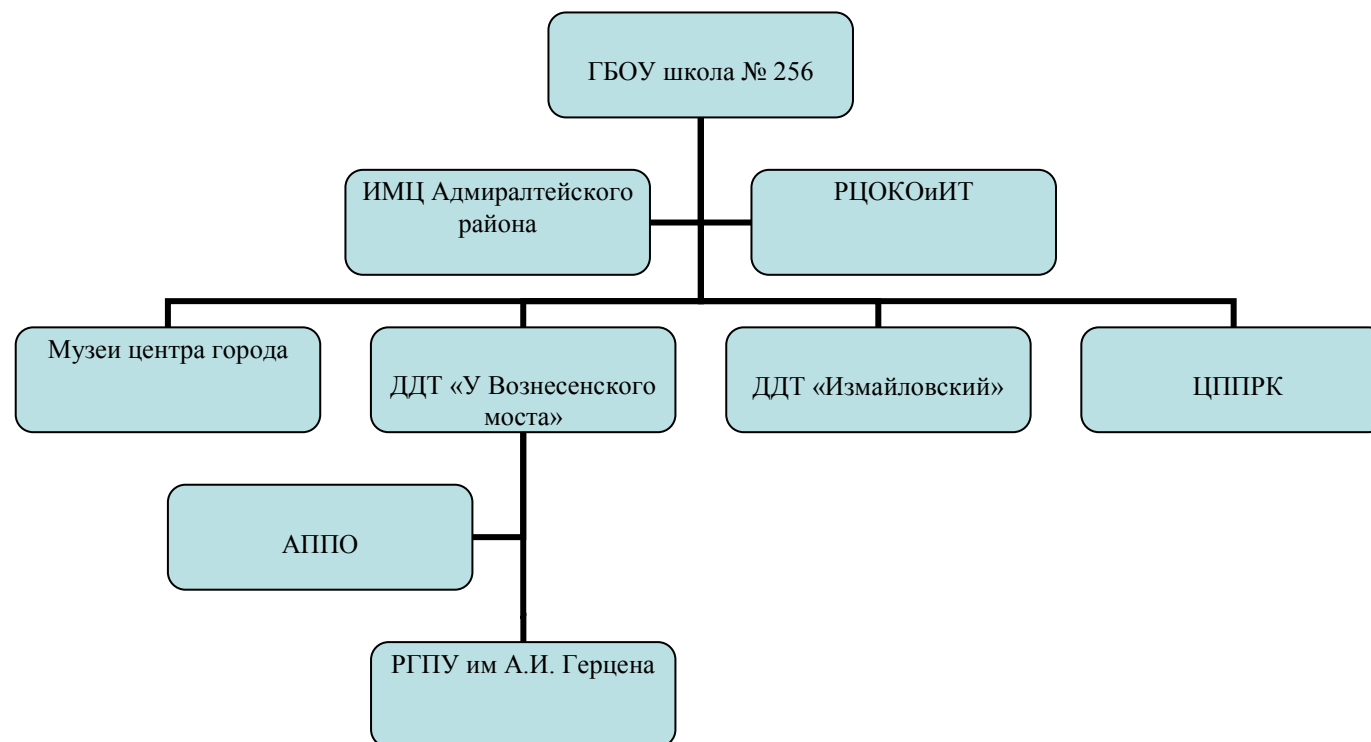 ГБОУ школа № 256
ИМЦ Адмиралтейского
района
РЦОКОиИТ
Музеи центра города
ДДТ «У Вознесенского
моста»
ДДТ «Измайловский»
ЦППРК
АППО
РГПУ им А.И. Герцена